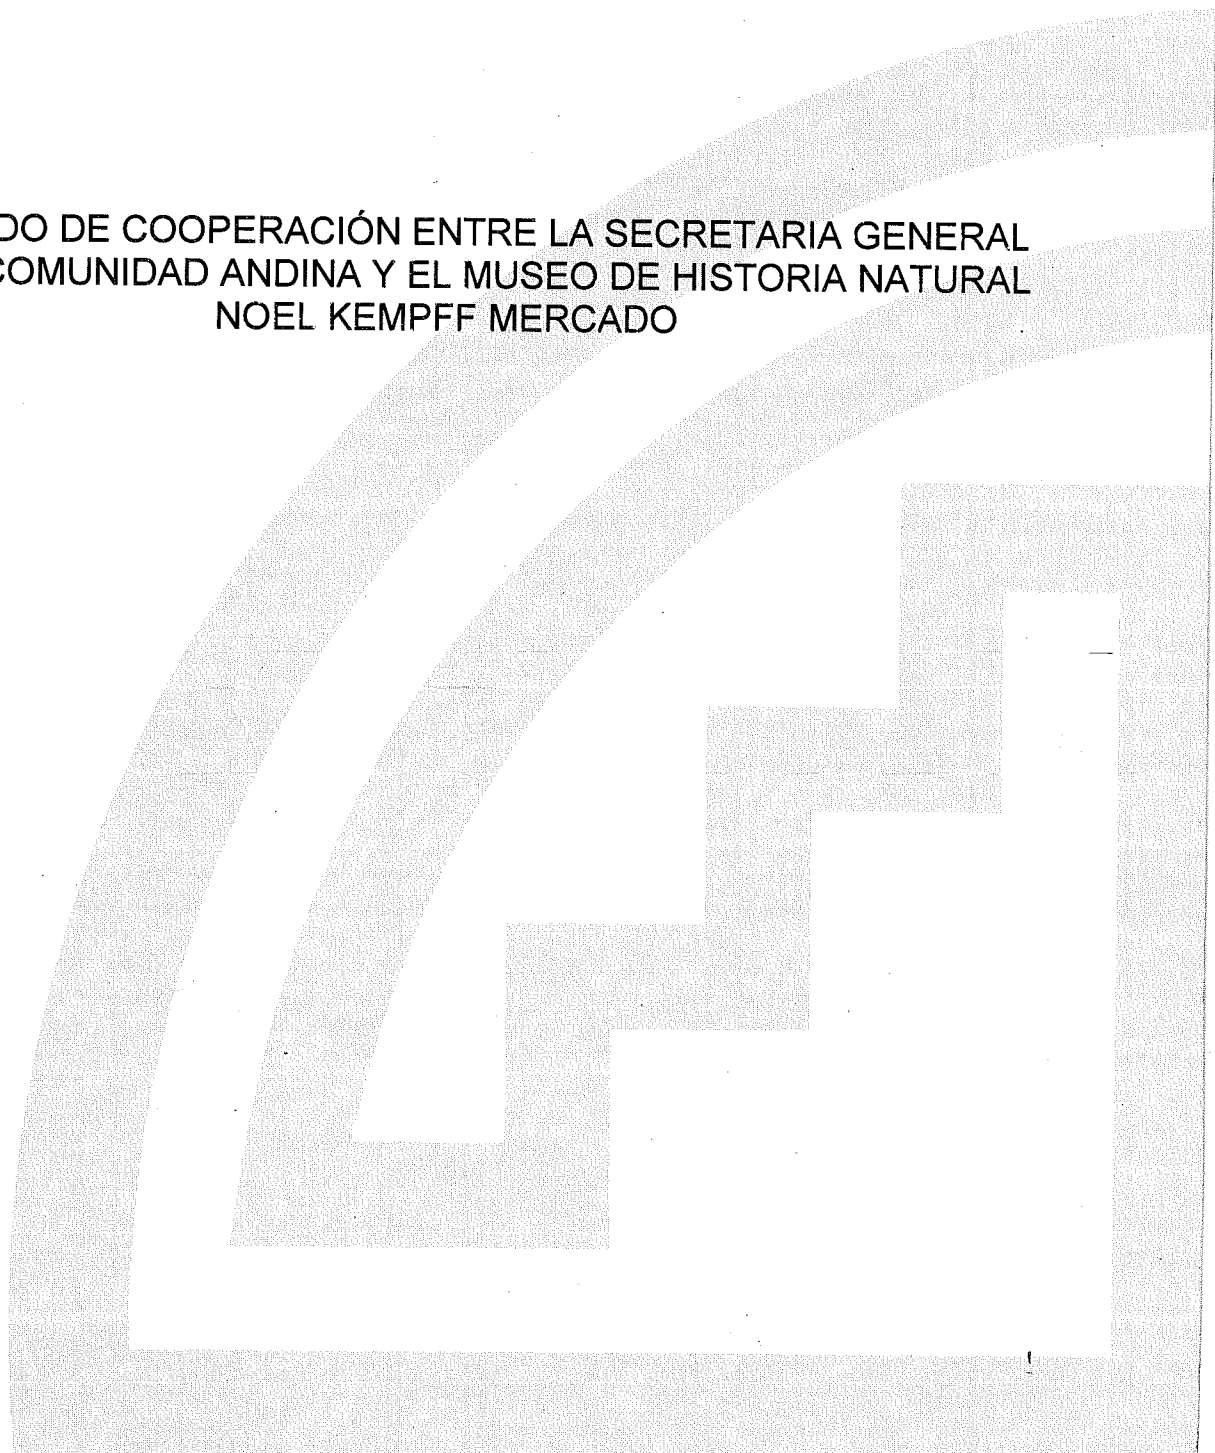 DO DE COOPERACIÓN ENTRE LA SECRETARIA GENERAL
COMUNIDAD ANDINA Y EL MUSEO DE HISTORIA NATURAL
NOEL KEMPFF MERCADO